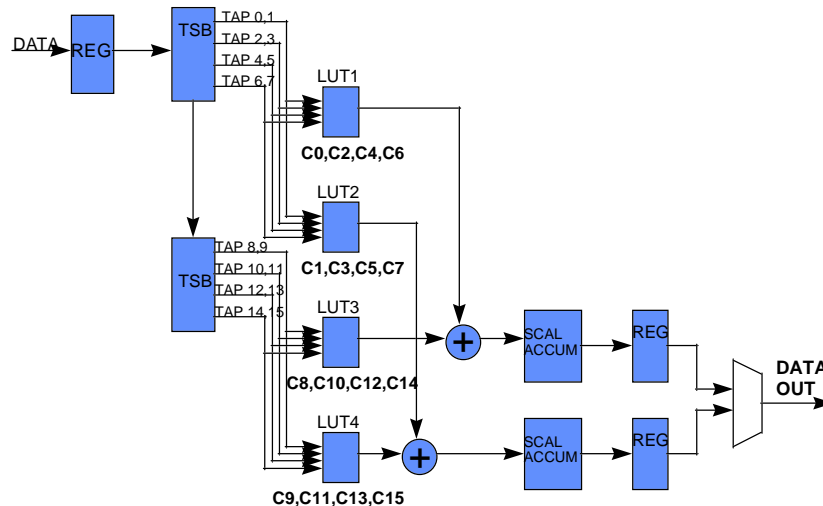 DATA
REG
TSB
TAP 0,1
TAP 2,3
TAP 4,5
TAP 6,7
LUT1
C0,C2,C4,C6
LUT2
C1,C3,C5,C7
TSB
TAP 8,9
TAP 10,11
TAP 12,13
TAP 14,15
LUT3
C8,C10,C12,C14
+
SCAL
ACCUM
REG
DATA
OUT
LUT4
C9,C11,C13,C15
+
SCAL
ACCUM
REG